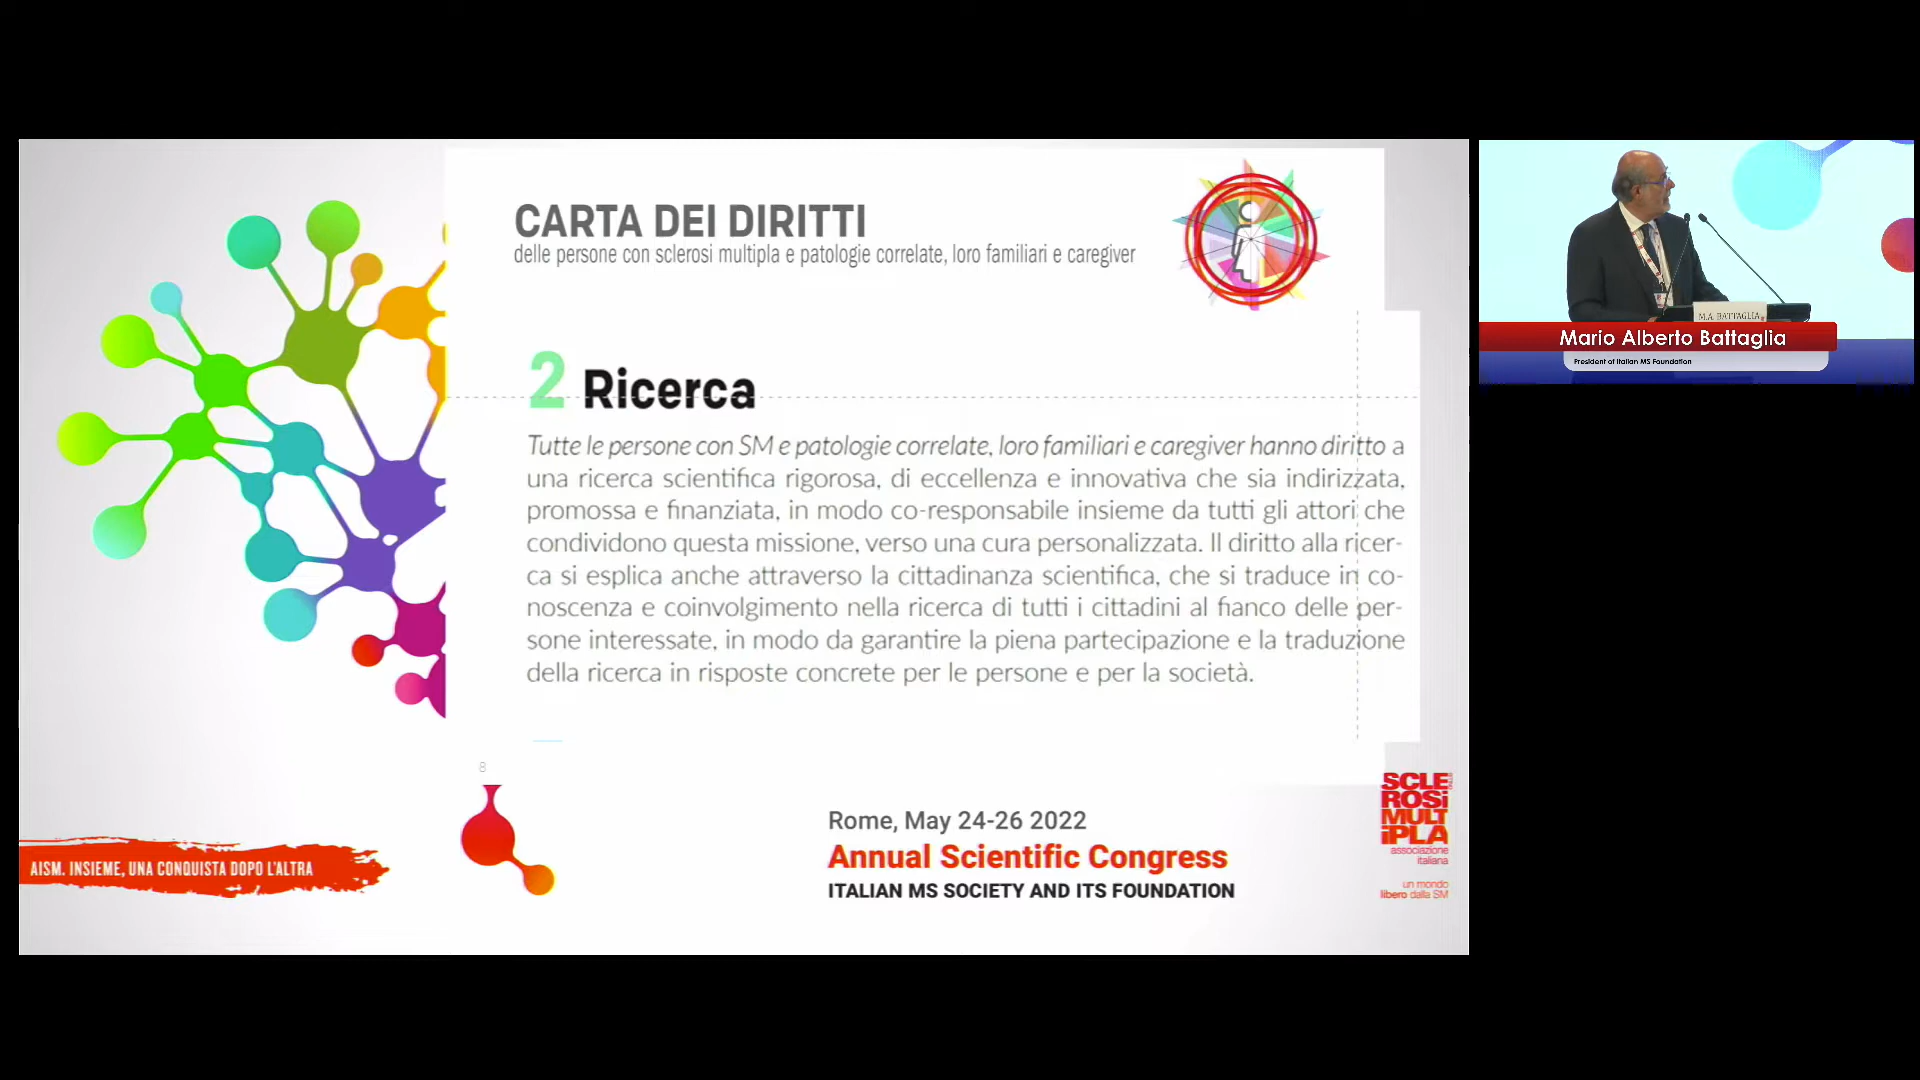 CARTA DEI DIRITTI
delle persone con sclerosi multipla e patologie correlate, loro familiari e caregiver
2 Ricerca
Tutte le persone con SM e patologie correlate, loro familiari e caregiver hanno diritto a
una ricerca scientifica rigorosa, di eccellenza e innovativa che sia indirizzata,
promossa e finanziata, in modo co-responsabile insieme da tutti gli attori che
condividono questa missione, verso una cura personalizzata. Il diritto alla ricer-
ca si esplica anche attraverso la cittadinanza scientifica, che si traduce in co-
noscenza e coinvolgimento nella ricerca di tutti i cittadini al fianco delle per-
sone interessate, in modo da garantire la piena partecipazione e la traduzione
della ricerca in risposte concrete per le persone e per la società.
8
Rome, May 24-26 2022
Annual Scientific Congress
ITALIAN MS SOCIETY AND ITS FOUNDATION
AISM. INSIEME, UNA CONQUISTA DOPO L'ALTRA
SCLE
ROSi
MULT
iPLA
associazione
italiana
un mondo
libero dalla SM
M.A. BATTAGLIA
Mario Alberto Battaglia
President of Italian MS Foundation